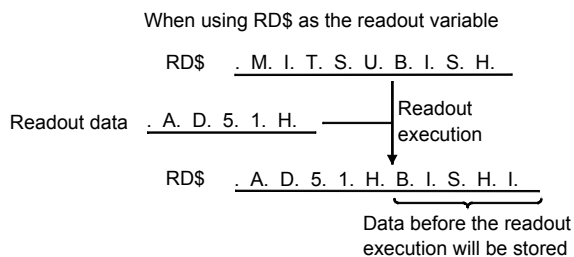 When using RD$ as the readout variable
RD$ . M. I. T. S. U. B. I. S. H.
Readout data . A. D. 5. 1. H.
Readout
execution
RD$ . A. D. 5. 1. H. B. I. S. H. I.
Data before the readout
execution will be stored